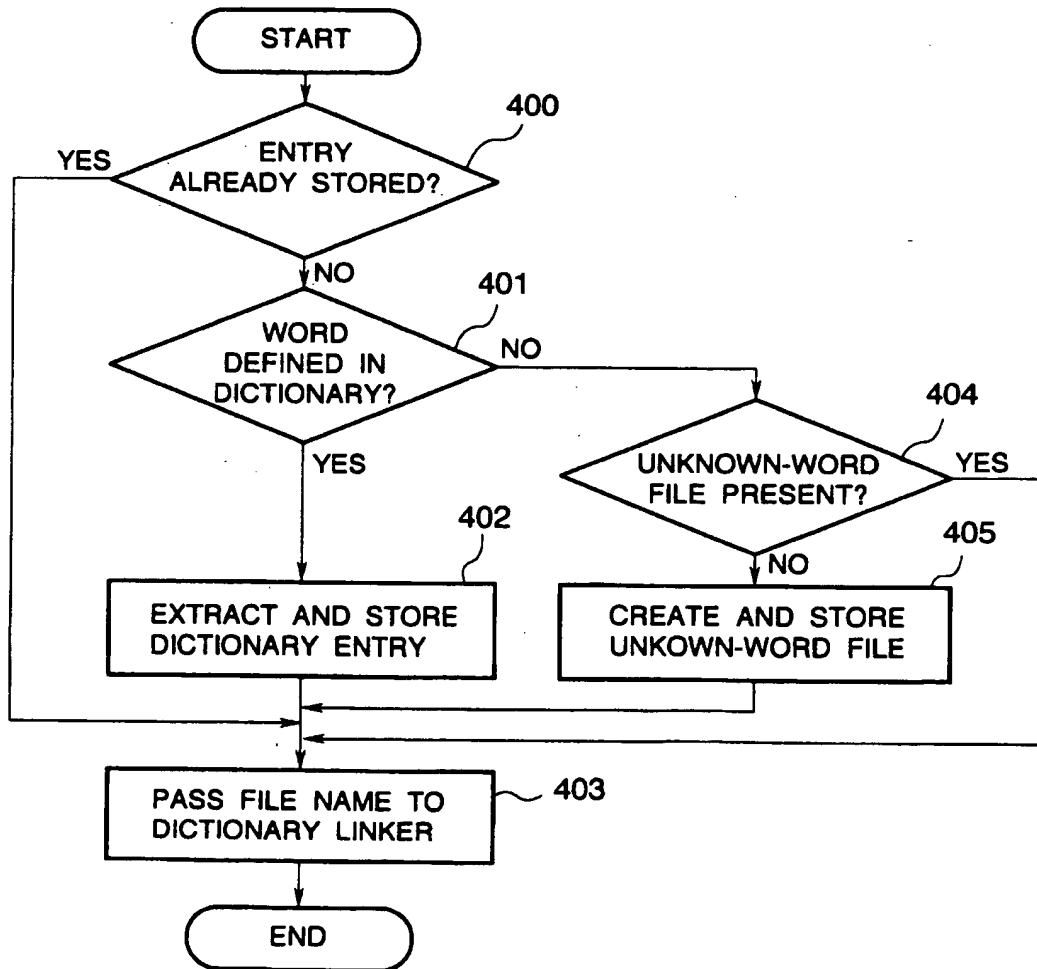 START
400
YES
ENTRY
ALREADY STORED?
NO
401
WORD
DEFINED IN
DICTIONARY?
NO
404
YES
UNKNOWN-WORD
FILE PRESENT?
YES
402
NO
405
EXTRACT AND STORE
DICTIONARY ENTRY
CREATE AND STORE
UNKOWN-WORD FILE
PASS FILE NAME TO
DICTIONARY LINKER
403
END